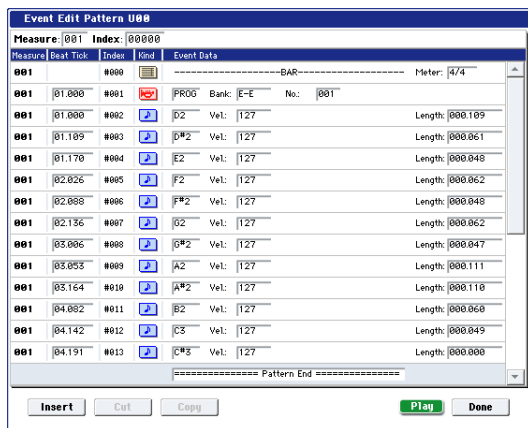 Event Edit Pattern U00
Measure: 001 Index: 00000
Measure Beat Tick Index Kind Event Data
001 #000 --------------------BAR-------------------- Meter: 4/4
001 01.000 #001 PROG Bank: E-E No.: 001
001 01.000 #002 D2 Vel.: 127 Length: 000.109
001 01.109 #003 D#2 Vel.: 127 Length: 000.061
001 01.170 #004 E2 Vel.: 127 Length: 000.048
001 02.026 #005 F2 Vel.: 127 Length: 000.062
001 02.088 #006 F#2 Vel.: 127 Length: 000.048
001 02.136 #007 G2 Vel.: 127 Length: 000.062
001 03.006 #008 G#2 Vel.: 127 Length: 000.047
001 03.053 #009 A2 Vel.: 127 Length: 000.111
001 03.164 #010 A#2 Vel.: 127 Length: 000.110
001 04.082 #011 B2 Vel.: 127 Length: 000.060
001 04.142 #012 C3 Vel.: 127 Length: 000.049
001 04.191 #013 C#3 Vel.: 127 Length: 000.000
=============== Pattern End ===============
Insert Cut Copy Play Done